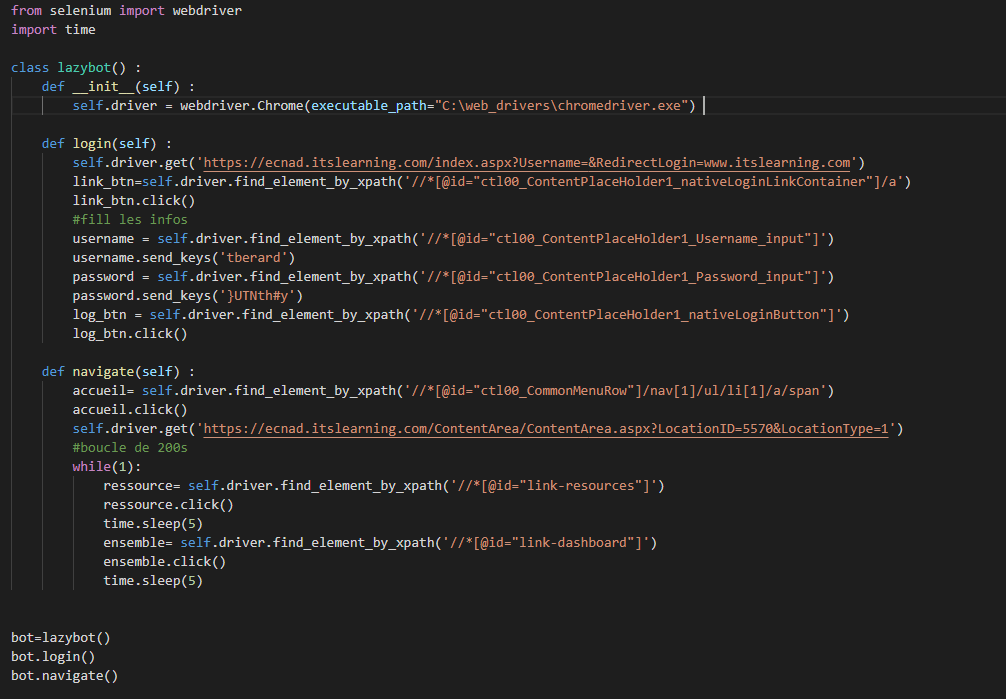 from selenium import webdriver
import time
class lazybot() :
def __init__(self) :
self.driver = webdriver.Chrome(executable_path="C:\web_drivers\chromedriver.exe")
def login(self) :
self.driver.get('https://ecnad.itslearning.com/index.aspx?Username=&RedirectLogin=www.itslearning.com')
link_btn=self.driver.find_element_by_xpath('//*[@id="ctl00_ContentPlaceHolder1_nativeLoginLinkContainer"]/a')
link_btn.click()
#fill les infos
username = self.driver.find_element_by_xpath('//*[@id="ctl00_ContentPlaceHolder1_Username_input"]')
username.send_keys('tberard')
password = self.driver.find_element_by_xpath('//*[@id="ctl00_ContentPlaceHolder1_Password_input"]')
password.send_keys('}UTNth#y')
log_btn = self.driver.find_element_by_xpath('//*[@id="ctl00_ContentPlaceHolder1_nativeLoginButton"]')
log_btn.click()
def navigate(self) :
accueil= self.driver.find_element_by_xpath('//*[@id="ctl00_CommonMenuRow"]/nav[1]/ul/li[1]/a/span')
accueil.click()
self.driver.get('https://ecnad.itslearning.com/ContentArea/ContentArea.aspx?LocationID=5570&LocationType=1')
#boucle de 200s
while(1):
ressource= self.driver.find_element_by_xpath('//*[@id="link-resources"]')
ressource.click()
time.sleep(5)
ensemble= self.driver.find_element_by_xpath('//*[@id="link-dashboard"]')
ensemble.click()
time.sleep(5)
bot=lazybot()
bot.login()
bot.navigate()